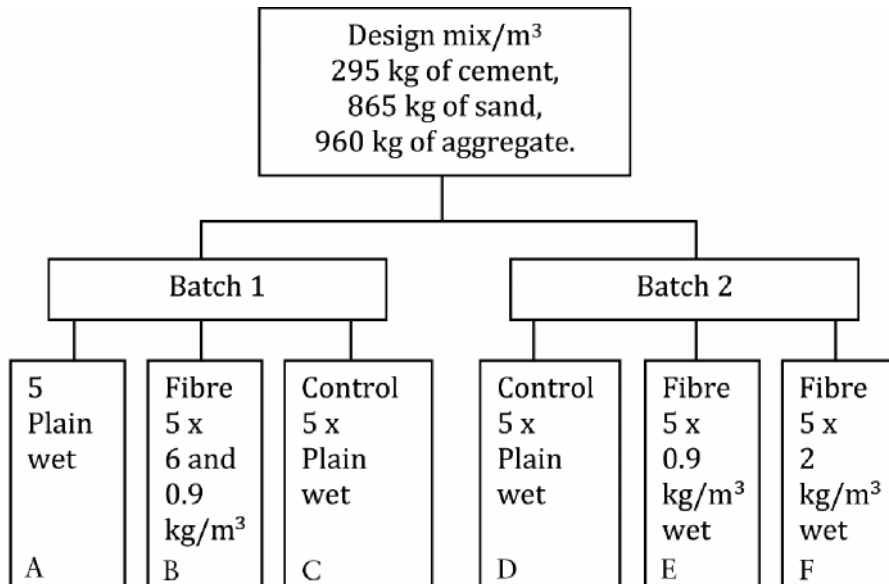 Design mix/m³
295 kg of cement,
865 kg of sand,
960 kg of aggregate.
Batch 1
Batch 2
5
Plain
wet
A
Fibre
5 x
6 and
0.9
kg/m³
B
Control
5 x
Plain
wet
C
Control
5 x
Plain
wet
D
Fibre
5 x
0.9
kg/m³
wet
E
Fibre
5 x
2
kg/m³
wet
F